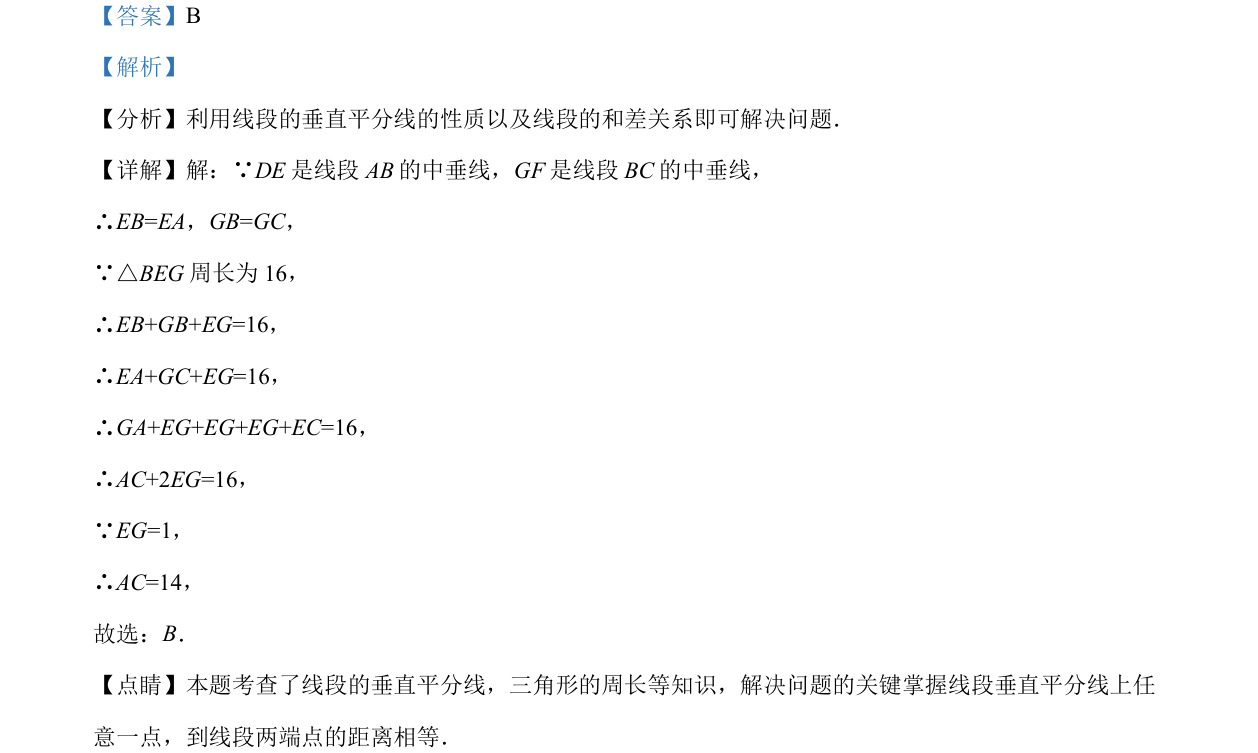 【答案】B
【解析】
【分析】利用线段的垂直平分线的性质以及线段的和差关系即可解决问题．
【详解】解：∵DE 是线段 AB 的中垂线，GF 是线段 BC 的中垂线，
∴EB=EA，GB=GC，
∵△BEG 周长为 16，
∴EB+GB+EG=16，
∴EA+GC+EG=16，
∴GA+EG+EG+EG+EC=16，
∴AC+2EG=16，
∵EG=1，
∴AC=14，
故选：B．
【点睛】本题考查了线段的垂直平分线，三角形的周长等知识，解决问题的关键掌握线段垂直平分线上任
意一点，到线段两端点的距离相等．